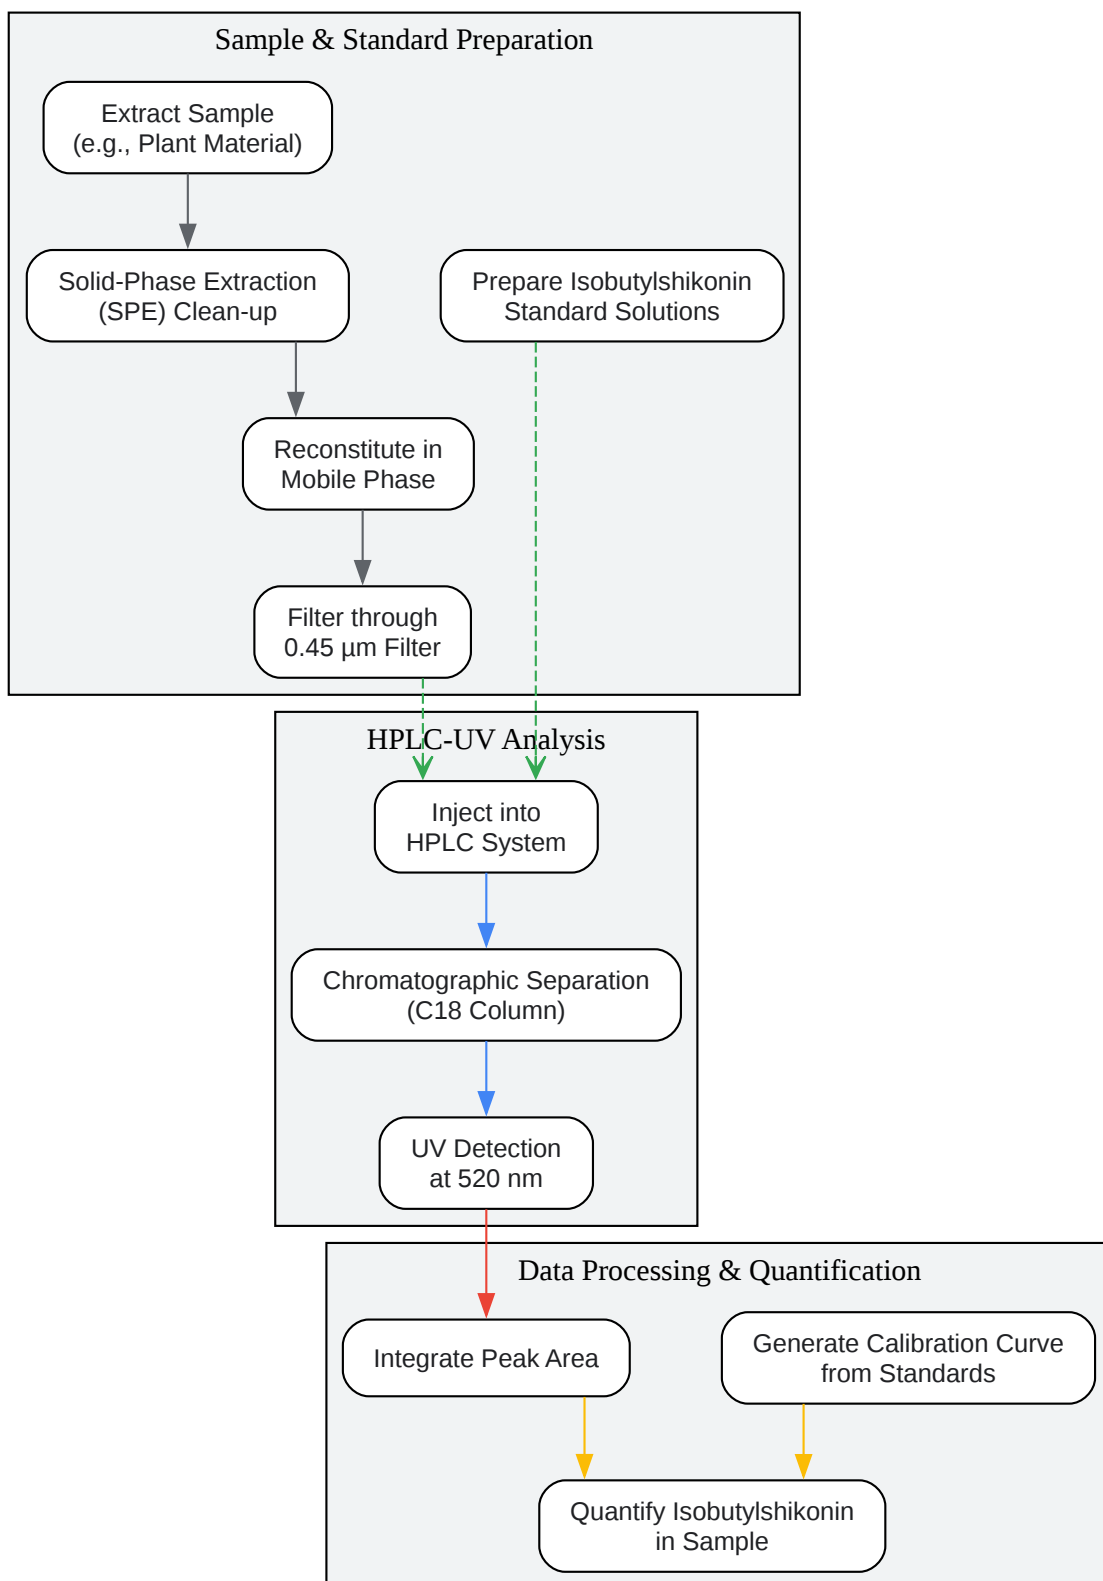 Sample & Standard Preparation
Extract Sample
(e.g., Plant Material)
Solid-Phase Extraction
(SPE) Clean-up
Prepare Isobutylshikonin
Standard Solutions
Reconstitute in
Mobile Phase
Filter through
0.45 µm Filter
HPLC-UV Analysis
Inject into
HPLC System
Chromatographic Separation
(C18 Column)
UV Detection
at 520 nm
Data Processing & Quantification
Integrate Peak Area
Generate Calibration Curve
from Standards
Quantify Isobutylshikonin
in Sample